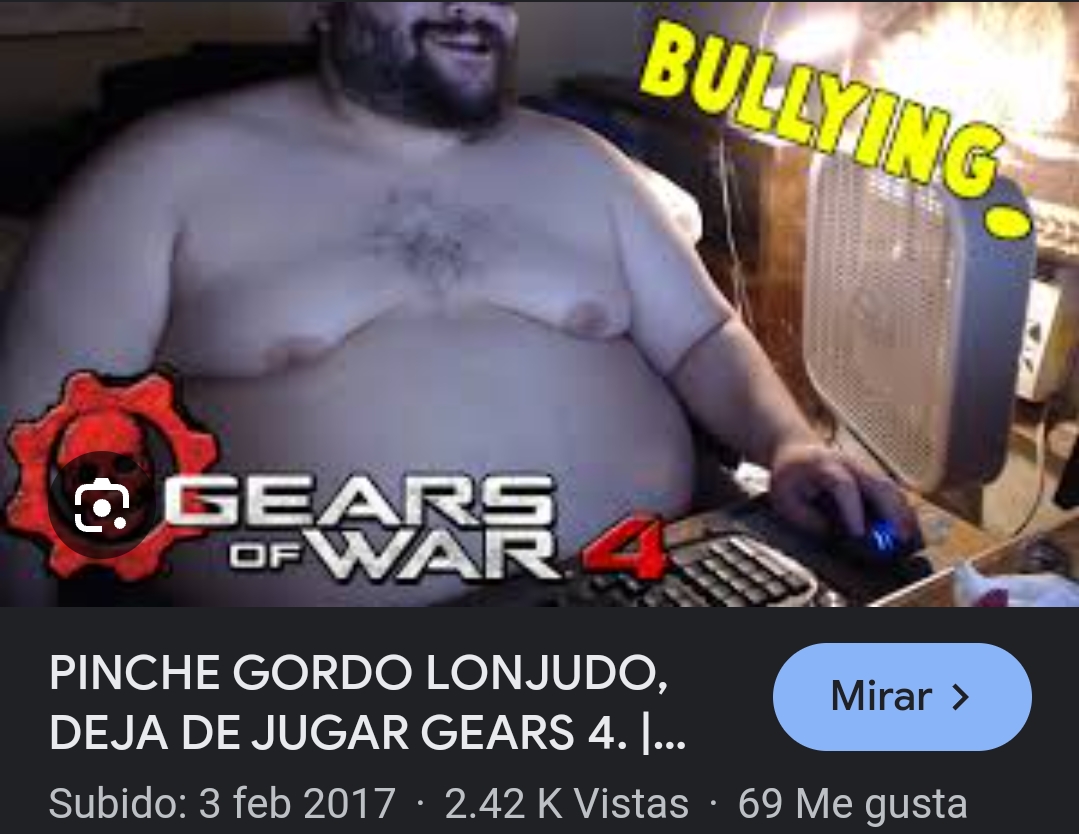 BULLYING.
GEARS
OF WAR 4
PINCHE GORDO LONJUDO,
DEJA DE JUGAR GEARS 4. |...
Mirar
Subido: 3 feb 2017 · 2.42 K Vistas · 69 Me gusta